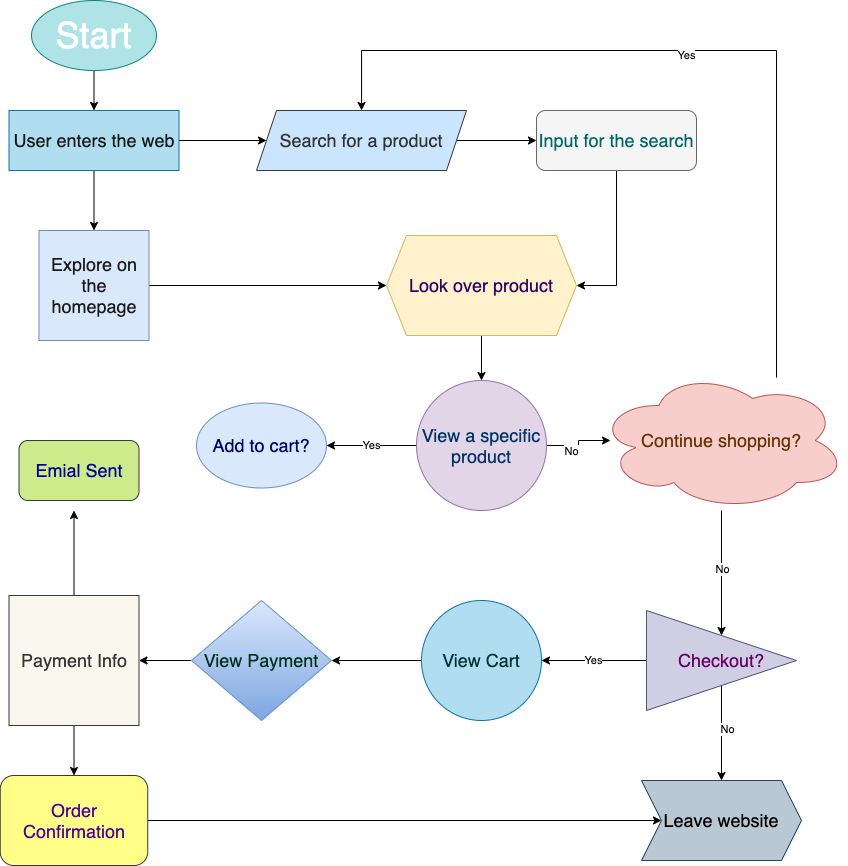 Start
Yes
User enters the web
Search for a product
Input for the search
Explore on
the
homepage
Look over product
Add to cart?
Yes
View a specific
product
No
Continue shopping?
Emial Sent
No
Payment Info
View Payment
View Cart
Yes
Checkout?
No
Order
Confirmation
Leave website